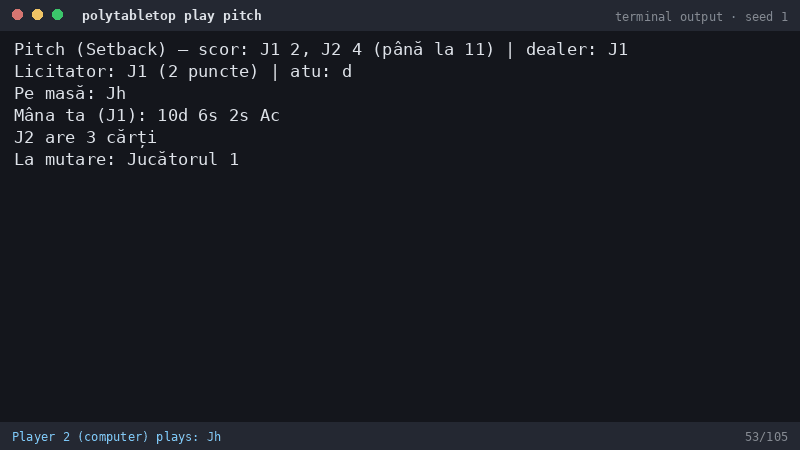 polytabletop play pitch
terminal output · seed 1
Pitch (Setback) — scor: J1 2, J2 4 (până la 11) | dealer: J1
Licitator: J1 (2 puncte) | atu: d
Pe masă: Jh
Mâna ta (J1): 10d 6s 2s Ac
J2 are 3 cărți
La mutare: Jucătorul 1
Player 2 (computer) plays: Jh
53/105